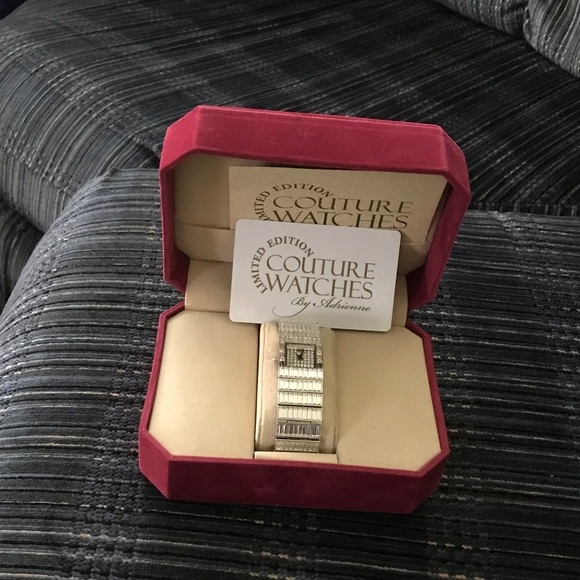 LIMITED EDITION
COUTURE
WATCHES
LIMITED EDITION
COUTURE
WATCHES
By Adrienne